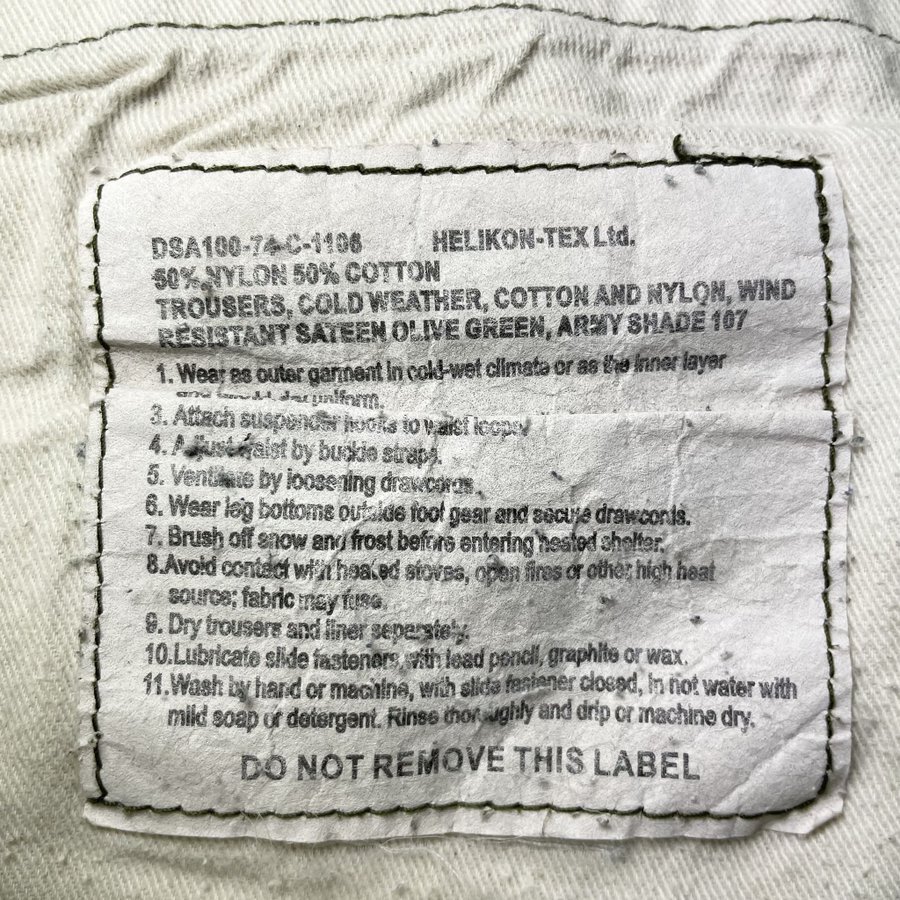 DSA100-74-C-1106 HELIKON-TEX Ltd.
50% NYLON 50% COTTON
TROUSERS, COLD WEATHER, COTTON AND NYLON, WIND
RESISTANT SATEEN OLIVE GREEN, ARMY SHADE 107
1. Wear as outer garment in cold-wet climate or as the inner layer
uniform.
3. Attach suspender hooks to waist loops
4. Adjust waist by buckle straps.
5. Ventilate by loosening drawcords.
6. Wear leg bottoms outside foot gear and secure drawcords.
7. Brush off snow and frost before entering heated shelter.
8.Avoid contact with heated stoves, open fires or other high heat
source; fabric may fuse.
9. Dry trousers and liner separately.
10.Lubricate slide fasteners with lead pencil, graphite or wax.
11.Wash by hand or machine, with slide fastener closed, in not water with
mild soap or detergent. Rinse thoroughly and drip or machine dry.
DO NOT REMOVE THIS LABEL